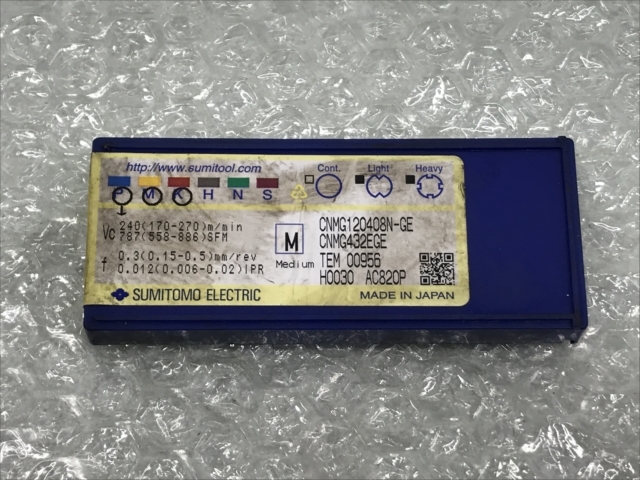 http://www.sumitool.com
Cont. Light Heavy
P M K H N S
Vc 240(170-270)m/min
787(558-886)SFM
f 0.3(0.15-0.5)mm/rev
0.012(0.006-0.02)IPR
M
Medium
CNMG120408N-GE
CNMG432EGE
TEM 00956
H0030 AC820P
SUMITOMO ELECTRIC
MADE IN JAPAN